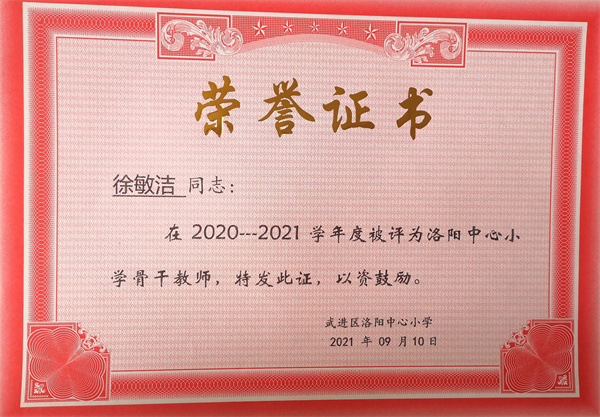 荣誉证书
徐敏洁 同志：
在 2020---2021 学年度被评为洛阳中心小
学骨干教师，特发此证，以资鼓励。
武进区洛阳中心小学
2021 年 09 月 10 日